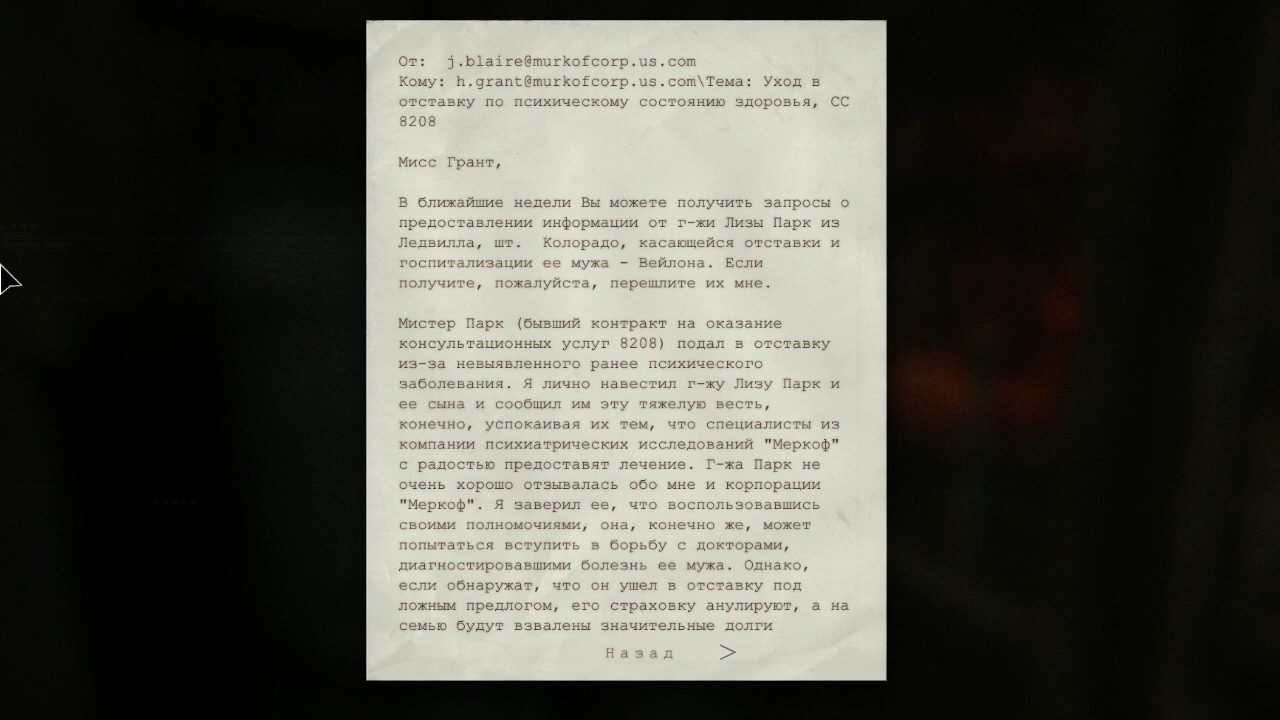 От:  j.blaire@murkofcorp.us.com
Кому: h.grant@murkofcorp.us.com\Тема: Уход в
отставку по психическому состоянию здоровья, СС
8208
Мисс Грант,
В ближайшие недели Вы можете получить запросы о
предоставлении информации от г-жи Лизы Парк из
Ледвилла, шт.  Колорадо, касающейся отставки и
госпитализации ее мужа - Вейлона. Если
получите, пожалуйста, перешлите их мне.
Мистер Парк (бывший контракт на оказание
консультационных услуг 8208) подал в отставку
из-за невыявленного ранее психического
заболевания. Я лично навестил г-жу Лизу Парк и
ее сына и сообщил им эту тяжелую весть,
конечно, успокаивая их тем, что специалисты из
компании психиатрических исследований "Меркоф"
с радостью предоставят лечение. Г-жа Парк не
очень хорошо отзывалась обо мне и корпорации
"Меркоф". Я заверил ее, что воспользовавшись
своими полномочиями, она, конечно же, может
попытаться вступить в борьбу с докторами,
диагностировавшими болезнь ее мужа. Однако,
если обнаружат, что он ушел в отставку под
ложным предлогом, его страховку анулируют, а на
семью будут взвалены значительные долги
Назад >